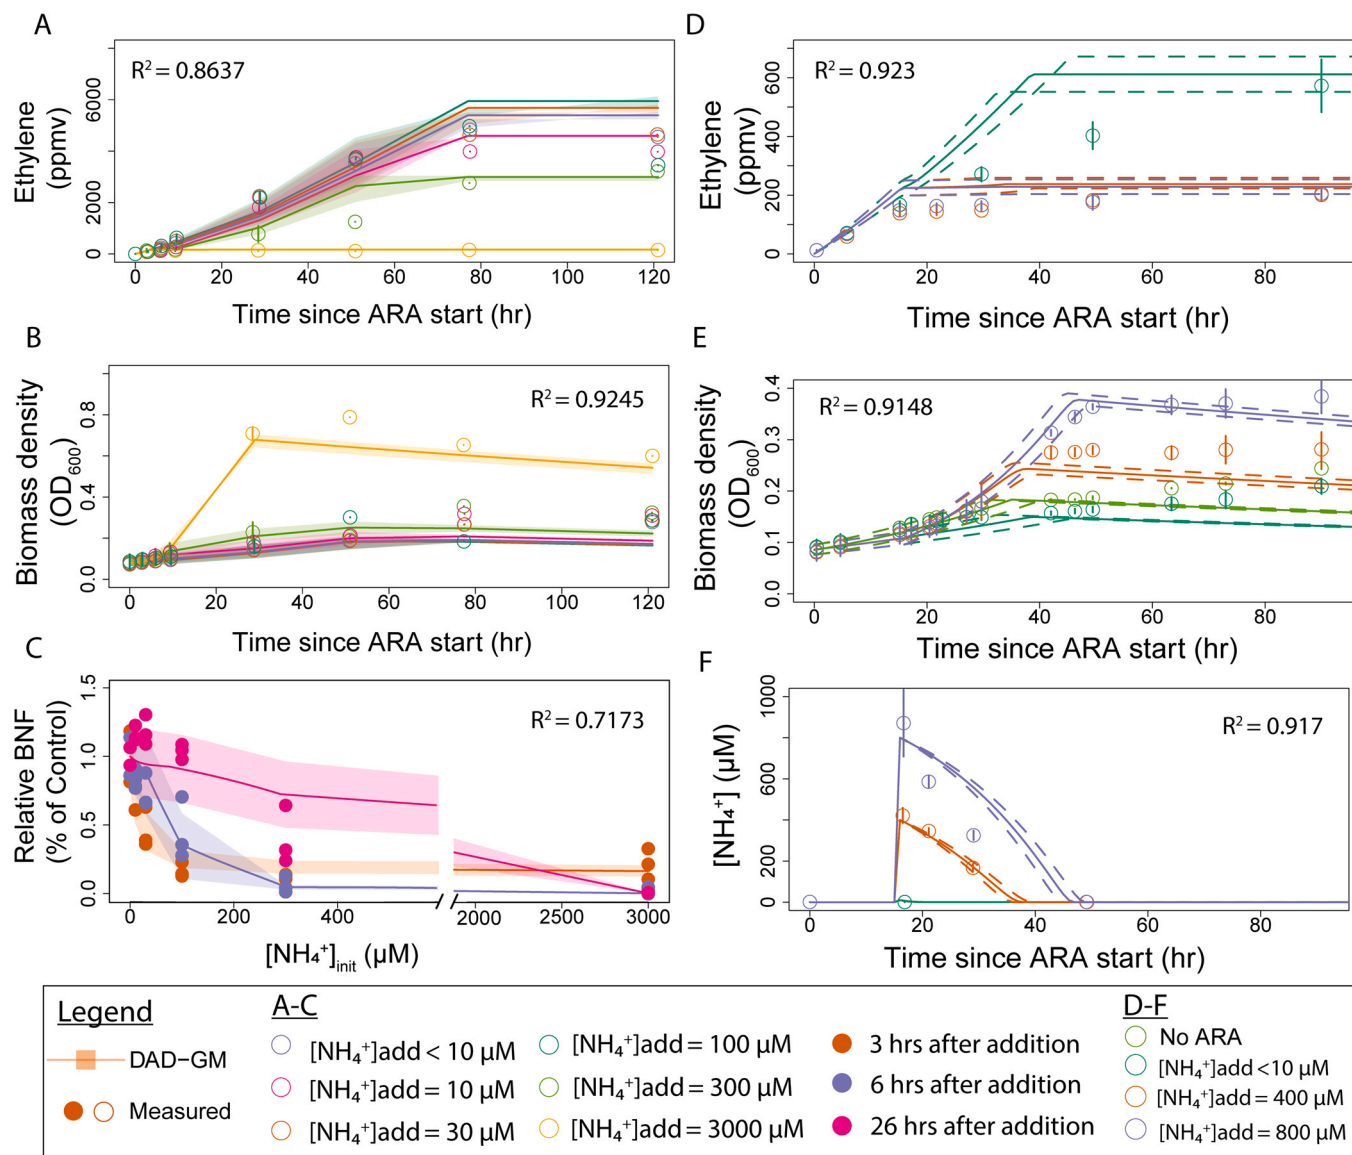 A
R² = 0.8637
Ethylene
(ppmv)
0 2000 6000
0 20 40 60 80 100 120
Time since ARA start (hr)
D
R² = 0.923
Ethylene
(ppmv)
0 200 400 600
0 20 40 60 80
Time since ARA start (hr)
B
R² = 0.9245
Biomass density
(OD₆₀₀)
0.0 0.4 0.8
0 20 40 60 80 100 120
Time since ARA start (hr)
E
R² = 0.9148
Biomass density
(OD₆₀₀)
0.0 0.1 0.2 0.3 0.4
0 20 40 60 80
Time since ARA start (hr)
C
R² = 0.7173
Relative BNF
(% of Control)
0.0 0.5 1.0 1.5
0 200 400 2000 2500 3000
[NH₄⁺]init (µM)
F
R² = 0.917
[NH₄⁺] (µM)
0 200 600 1000
0 20 40 60 80
Time since ARA start (hr)
Legend
DAD−GM
Measured
A-C
[NH₄⁺]add < 10 µM
[NH₄⁺]add = 10 µM
[NH₄⁺]add = 30 µM
[NH₄⁺]add = 100 µM
[NH₄⁺]add = 300 µM
[NH₄⁺]add = 3000 µM
3 hrs after addition
6 hrs after addition
26 hrs after addition
D-F
No ARA
[NH₄⁺]add <10 µM
[NH₄⁺]add = 400 µM
[NH₄⁺]add = 800 µM